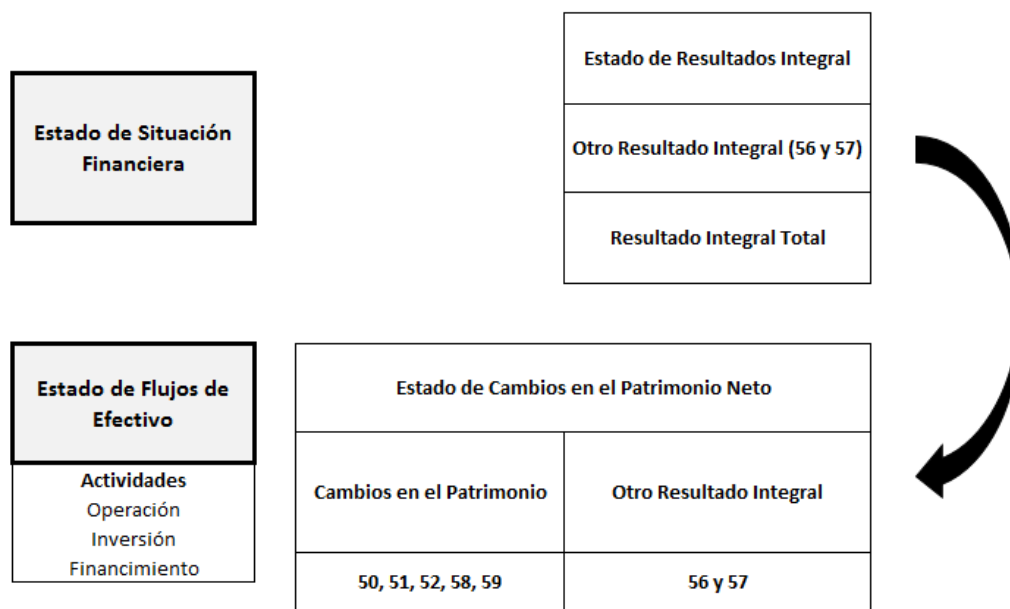 Estado de Situación
Financiera
Estado de Resultados Integral
Otro Resultado Integral (56 y 57)
Resultado Integral Total
Estado de Flujos de
Efectivo
Actividades
Operación
Inversión
Financimiento
Estado de Cambios en el Patrimonio Neto
Cambios en el Patrimonio
Otro Resultado Integral
50, 51, 52, 58, 59
56 y 57